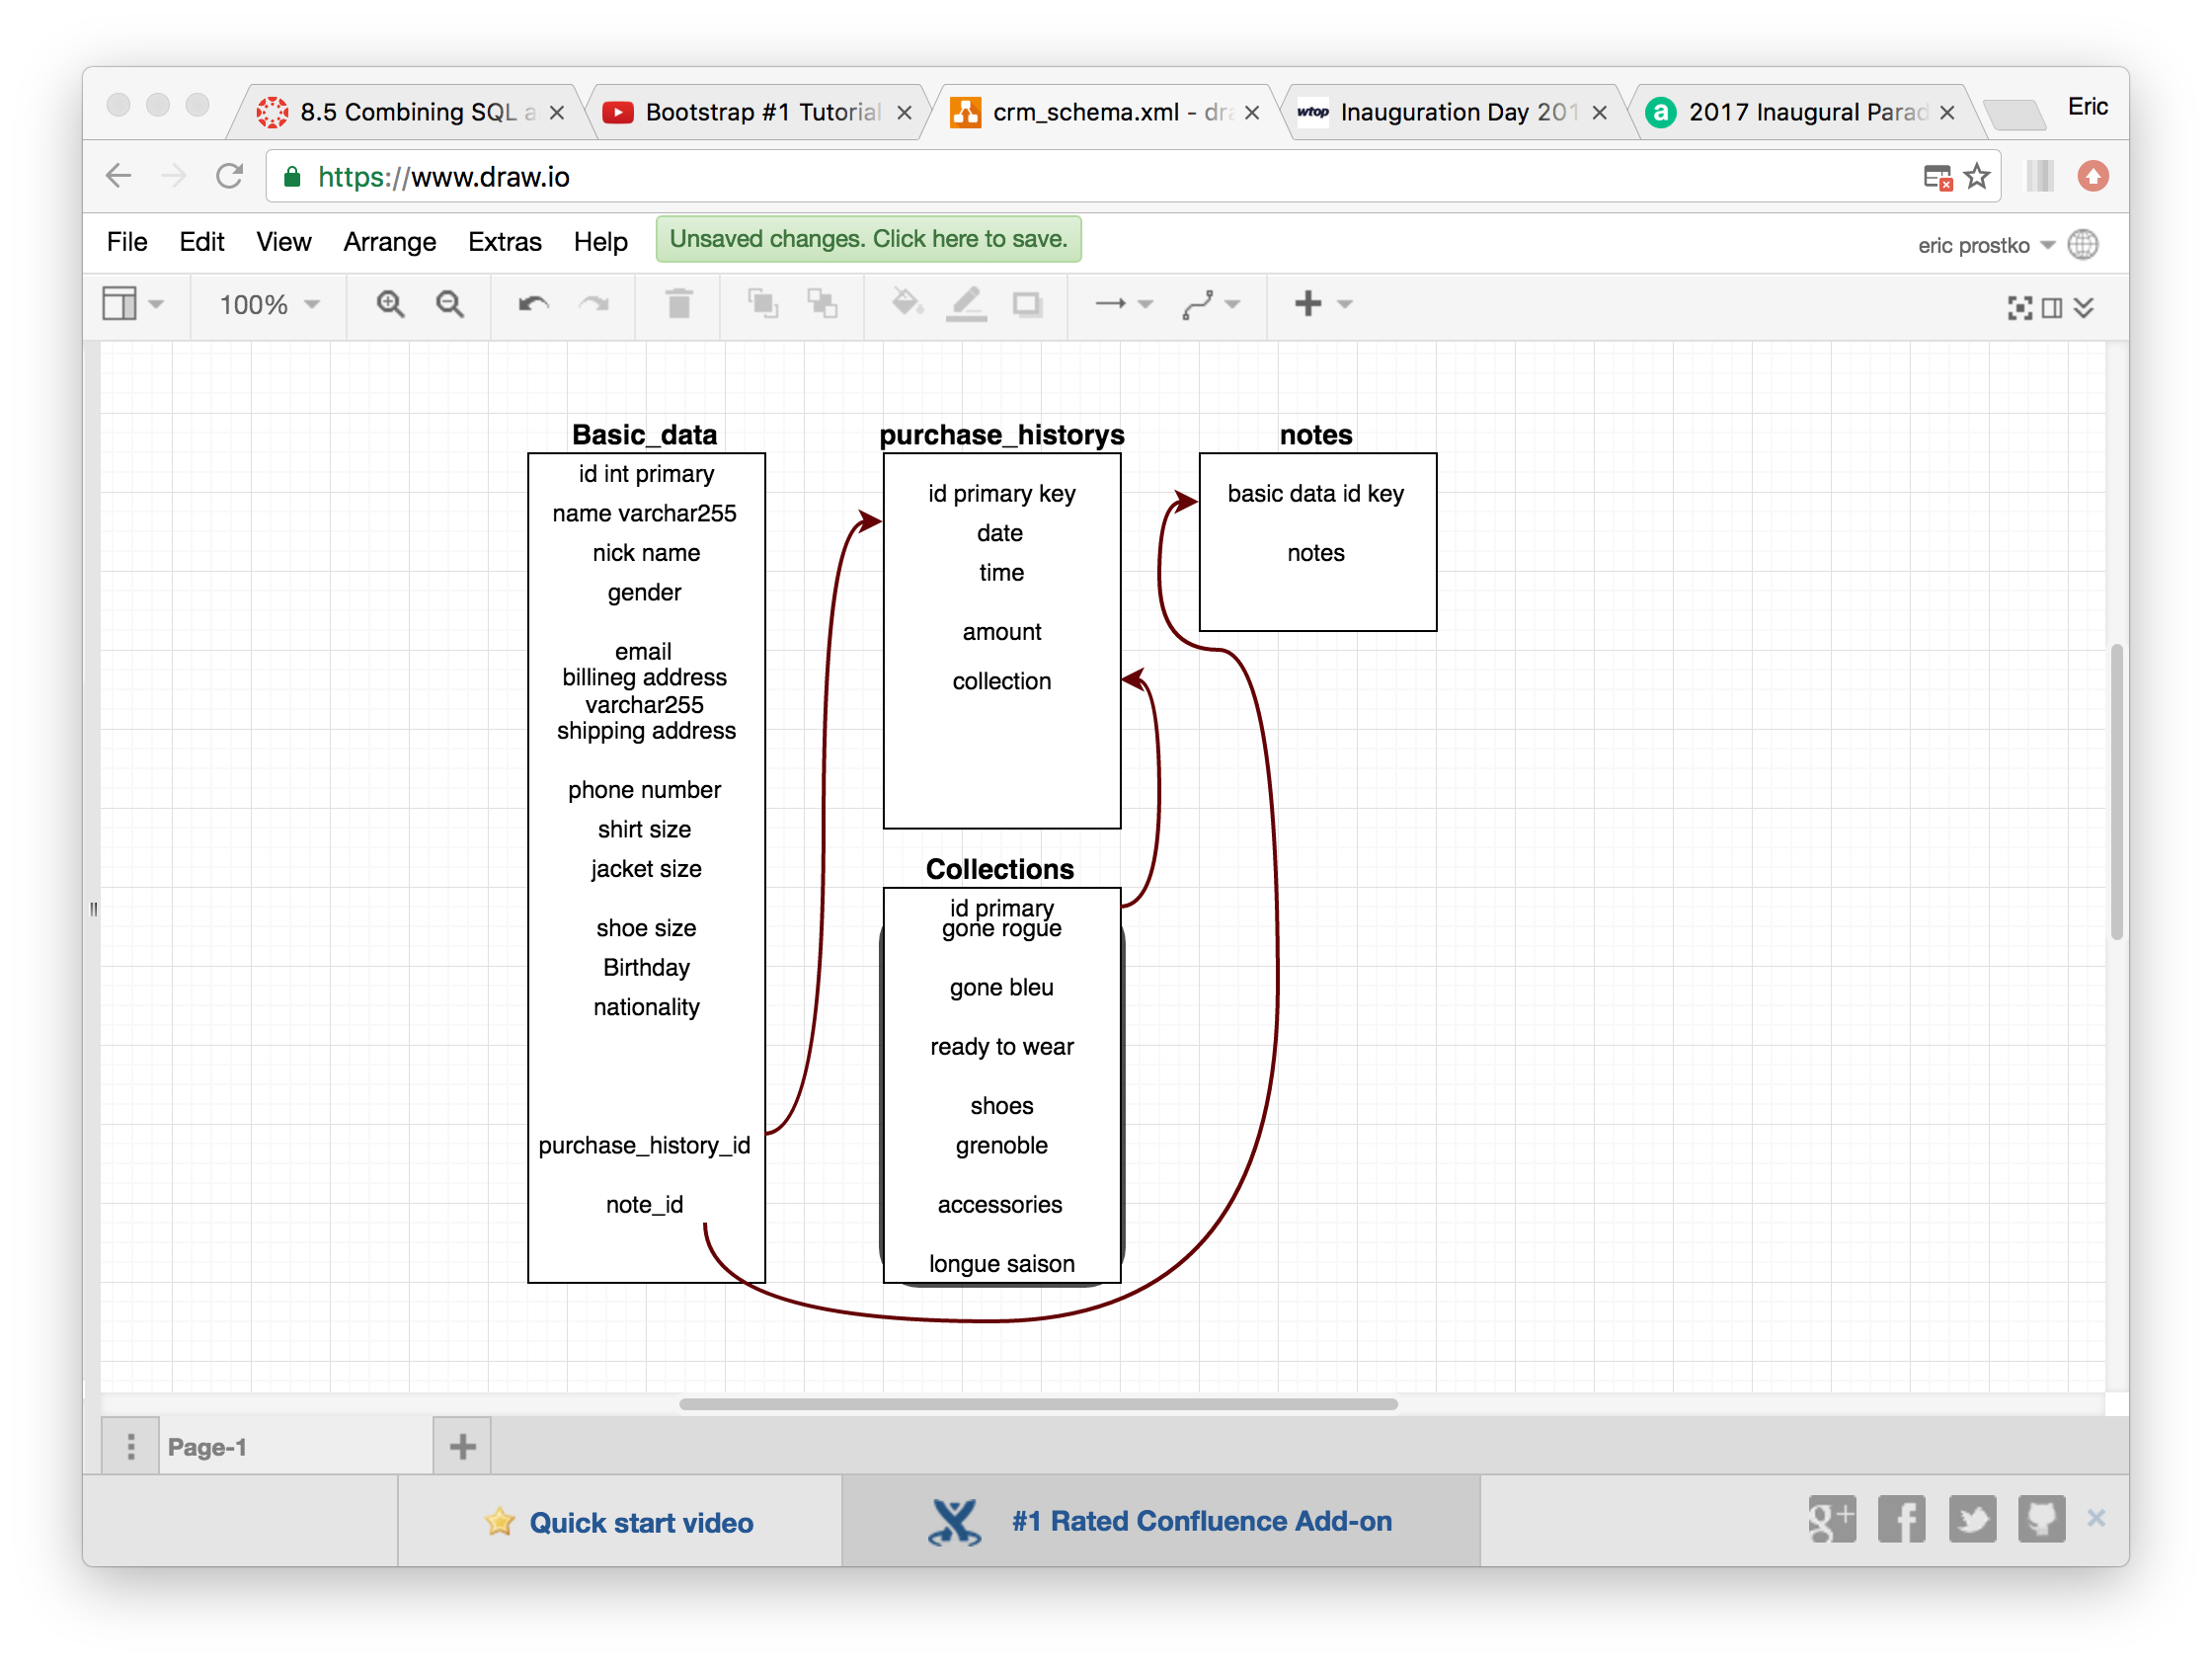 8.5 Combining SQL a
Bootstrap #1 Tutorial
crm_schema.xml - dra
wtop
Inauguration Day 201
a
2017 Inaugural Parad
Eric
https://www.draw.io
File Edit View Arrange Extras Help
Unsaved changes. Click here to save.
eric prostko
100%
Basic_data
id int primary
name varchar255
nick name
gender
email
billineg address
varchar255
shipping address
phone number
shirt size
jacket size
shoe size
Birthday
nationality
purchase_history_id
note_id
purchase_historys
id primary key
date
time
amount
collection
Collections
id primary
gone rogue
gone bleu
ready to wear
shoes
grenoble
accessories
longue saison
notes
basic data id key
notes
Page-1
Quick start video
#1 Rated Confluence Add-on
g+